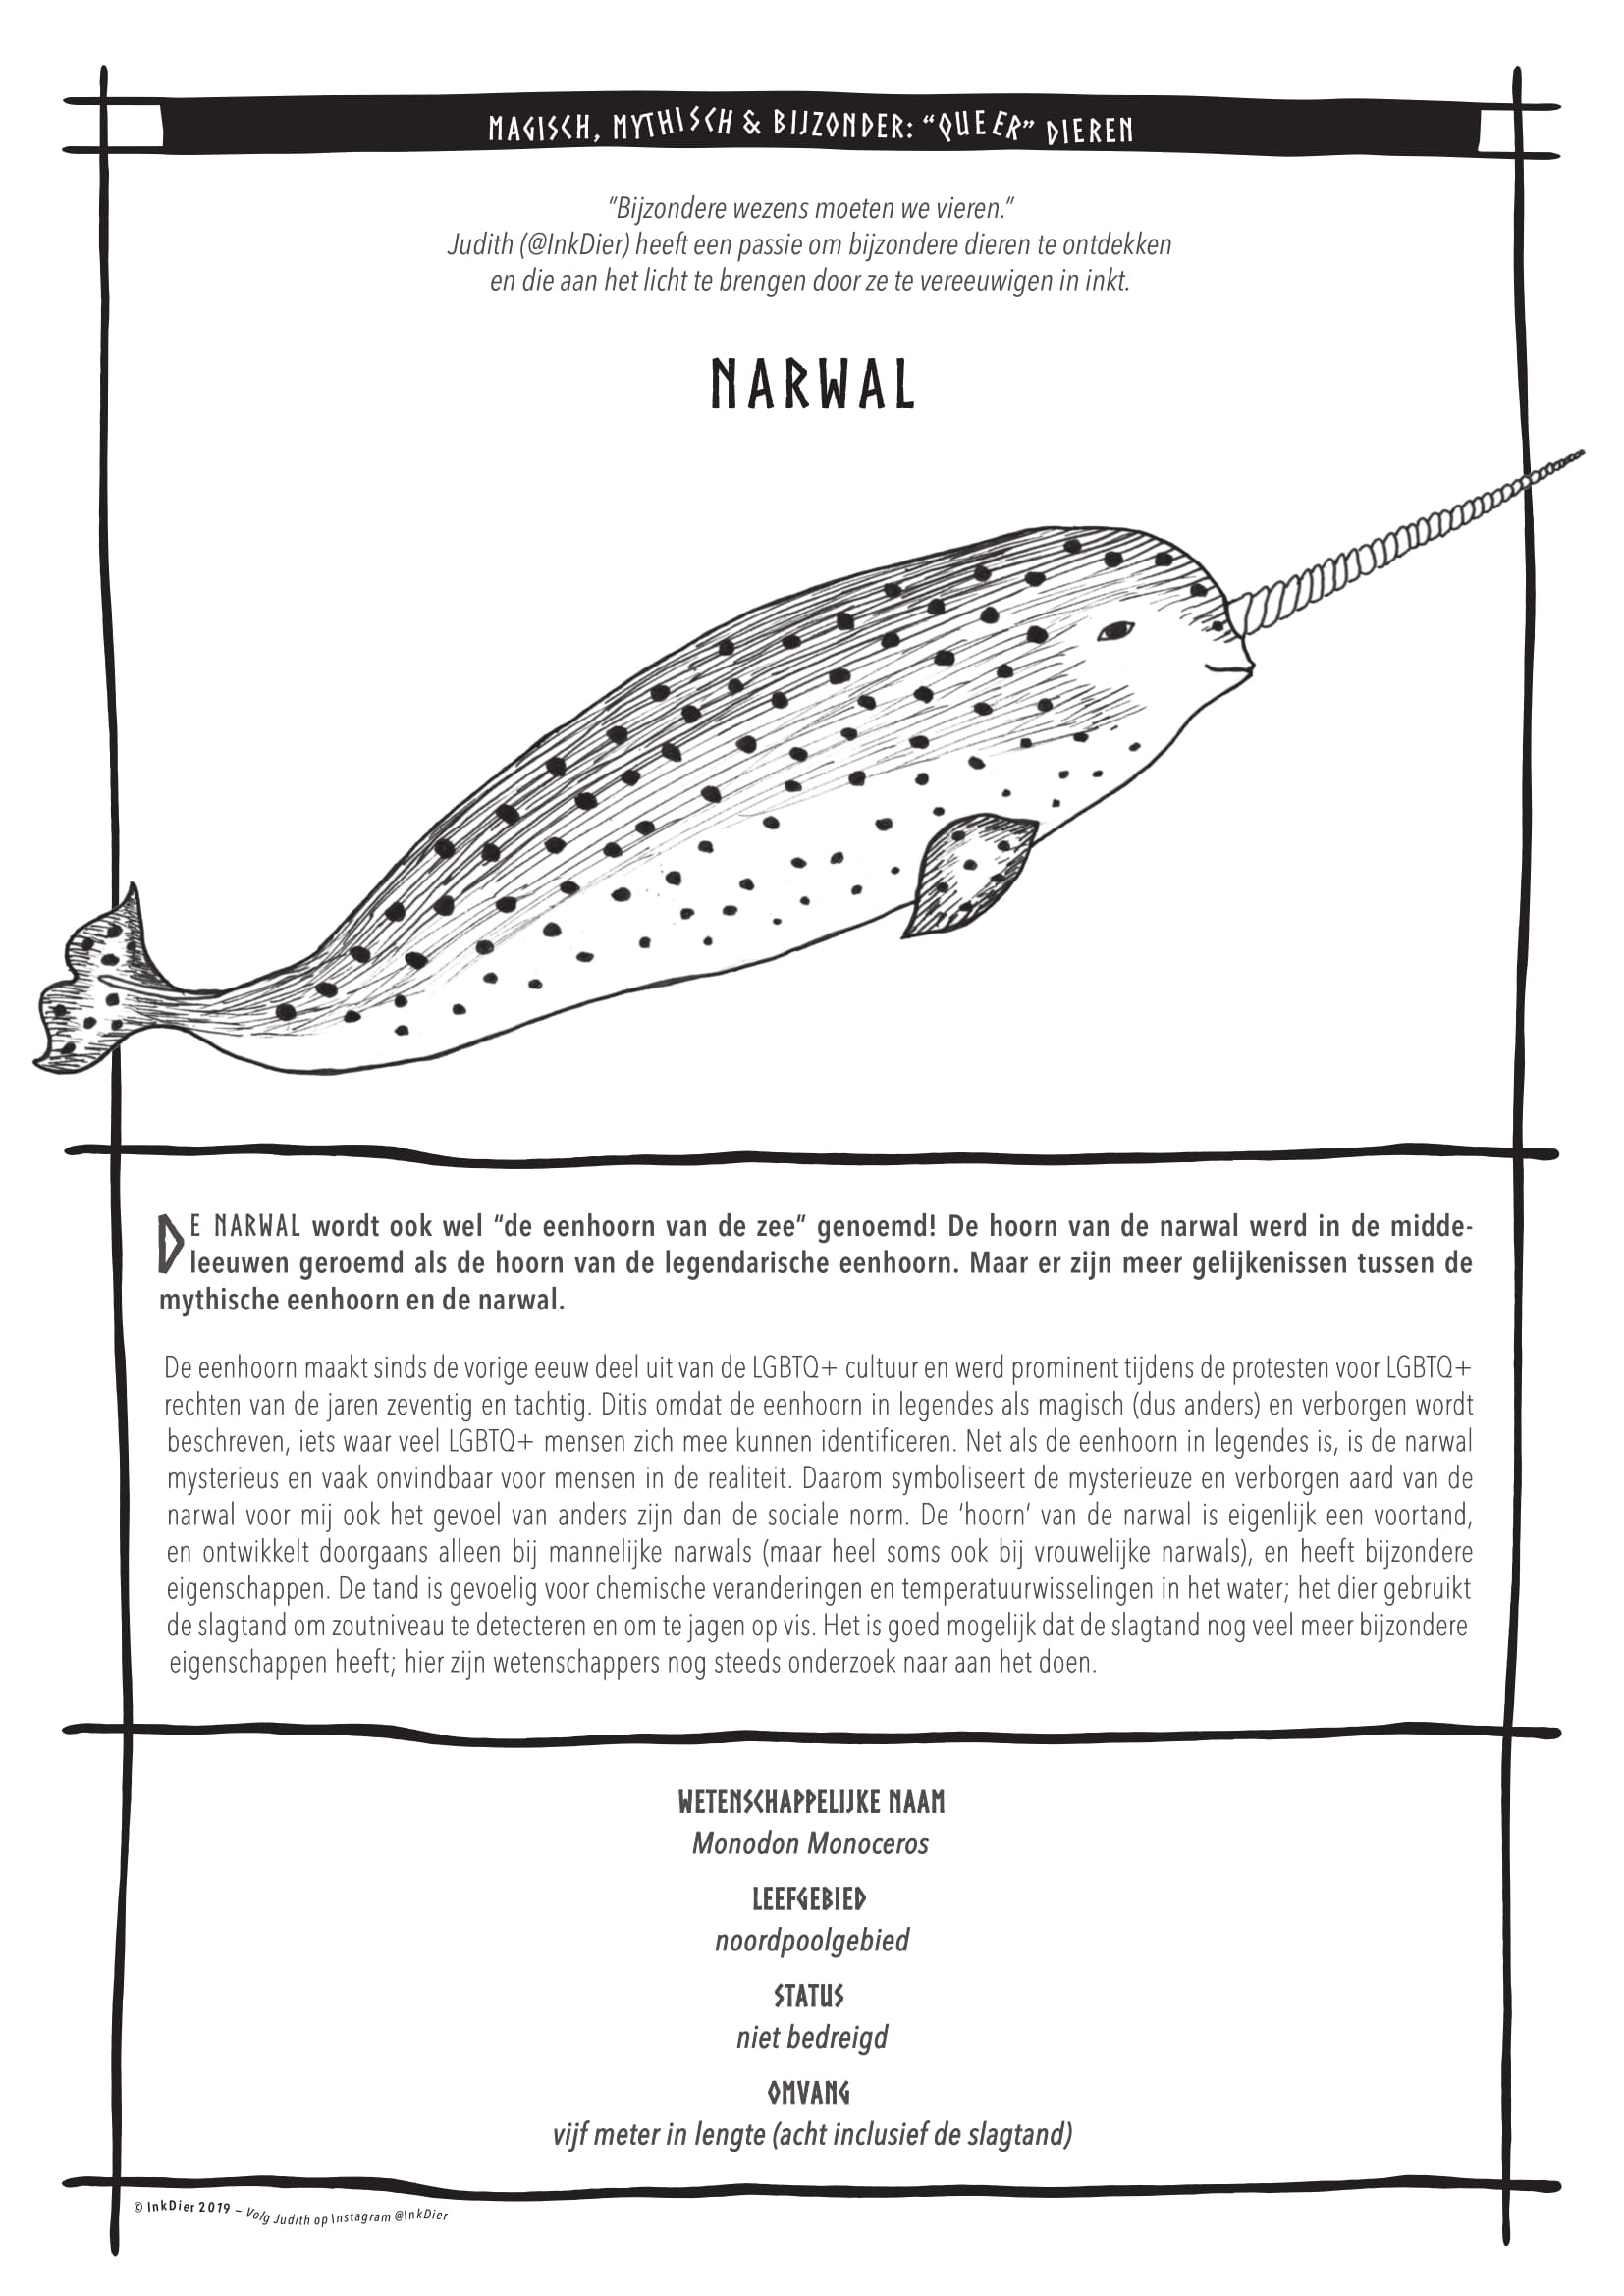 MAGISCH, MYTHISCH & BIJZONDER: “QUEER” DIEREN
“Bijzondere wezens moeten we vieren.”
Judith (@InkDier) heeft een passie om bijzondere dieren te ontdekken
en die aan het licht te brengen door ze te vereeuwigen in inkt.
NARWAL
DE NARWAL wordt ook wel “de eenhoorn van de zee” genoemd! De hoorn van de narwal werd in de midde-
leeuwen geroemd als de hoorn van de legendarische eenhoorn. Maar er zijn meer gelijkenissen tussen de
mythische eenhoorn en de narwal.
De eenhoorn maakt sinds de vorige eeuw deel uit van de LGBTQ+ cultuur en werd prominent tijdens de protesten voor LGBTQ+
rechten van de jaren zeventig en tachtig. Ditis omdat de eenhoorn in legendes als magisch (dus anders) en verborgen wordt
beschreven, iets waar veel LGBTQ+ mensen zich mee kunnen identificeren. Net als de eenhoorn in legendes is, is de narwal
mysterieus en vaak onvindbaar voor mensen in de realiteit. Daarom symboliseert de mysterieuze en verborgen aard van de
narwal voor mij ook het gevoel van anders zijn dan de sociale norm. De ‘hoorn’ van de narwal is eigenlijk een voortand,
en ontwikkelt doorgaans alleen bij mannelijke narwals (maar heel soms ook bij vrouwelijke narwals), en heeft bijzondere
eigenschappen. De tand is gevoelig voor chemische veranderingen en temperatuurwisselingen in het water; het dier gebruikt
de slagtand om zoutniveau te detecteren en om te jagen op vis. Het is goed mogelijk dat de slagtand nog veel meer bijzondere
eigenschappen heeft; hier zijn wetenschappers nog steeds onderzoek naar aan het doen.
WETENSCHAPPELIJKE NAAM
Monodon Monoceros
LEEFGEBIED
noordpoolgebied
STATUS
niet bedreigd
OMVANG
vijf meter in lengte (acht inclusief de slagtand)
© InkDier 2019 – Volg Judith op Instagram @InkDier